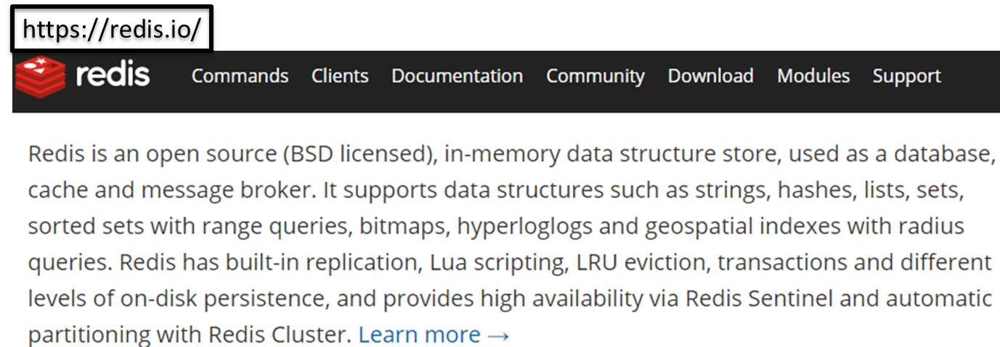 https://redis.io/
redis Commands Clients Documentation Community Download Modules Support
Redis is an open source (BSD licensed), in-memory data structure store, used as a database,
cache and message broker. It supports data structures such as strings, hashes, lists, sets,
sorted sets with range queries, bitmaps, hyperloglogs and geospatial indexes with radius
queries. Redis has built-in replication, Lua scripting, LRU eviction, transactions and different
levels of on-disk persistence, and provides high availability via Redis Sentinel and automatic
partitioning with Redis Cluster. Learn more →